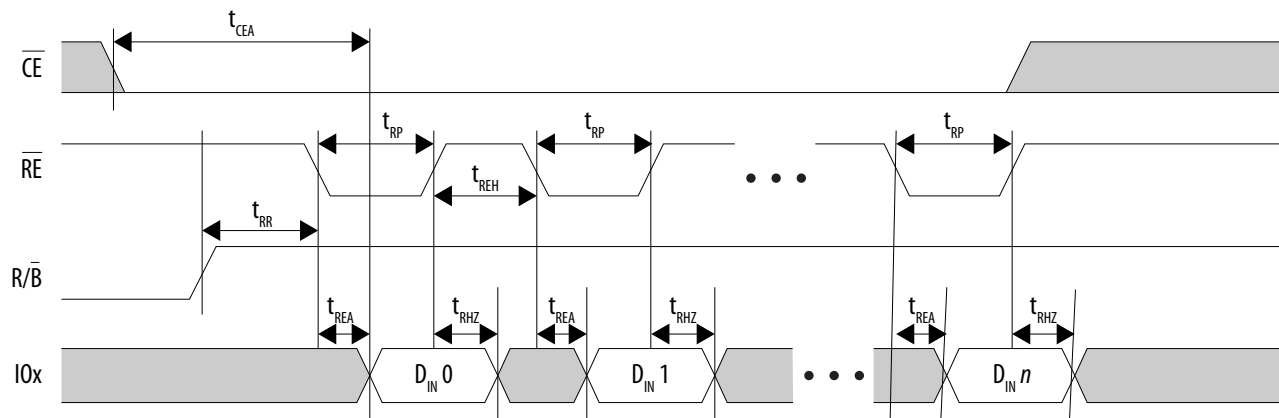 tCEA
CE
tRP tRP tRP
RE
tREH
tRR
R/B
tREA tRHZ tREA tRHZ tREA tRHZ
IOx DIN 0 DIN 1 DIN n